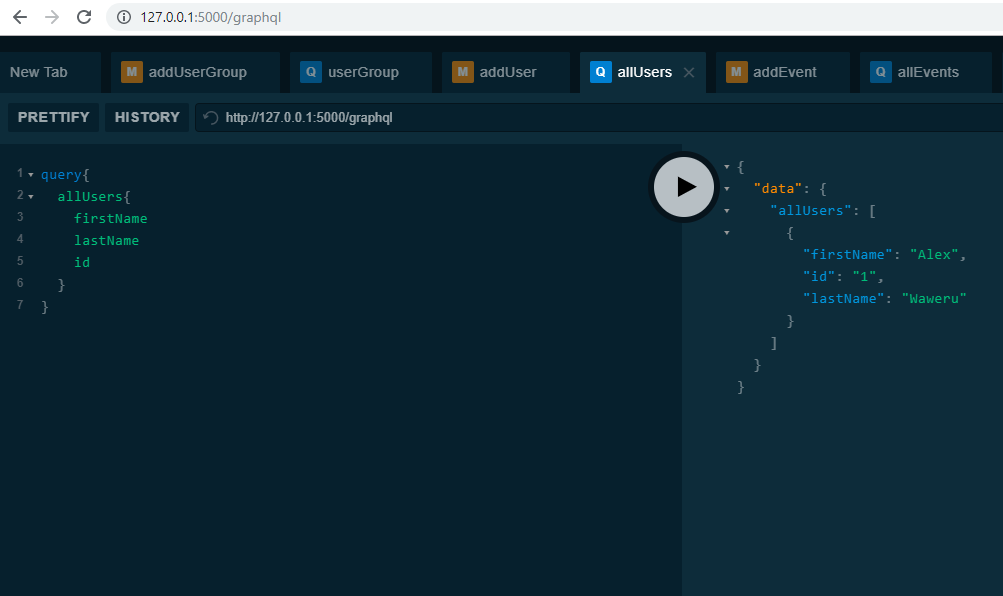 127.0.0.1:5000/graphql
New Tab M addUserGroup Q userGroup M addUser Q allUsers M addEvent Q allEvents
PRETTIFY HISTORY http://127.0.0.1:5000/graphql
1 query{
2 allUsers{
3 firstName
4 lastName
5 id
6 }
7 }
{
"data": {
"allUsers": [
{
"firstName": "Alex",
"id": "1",
"lastName": "Waweru"
}
]
}
}